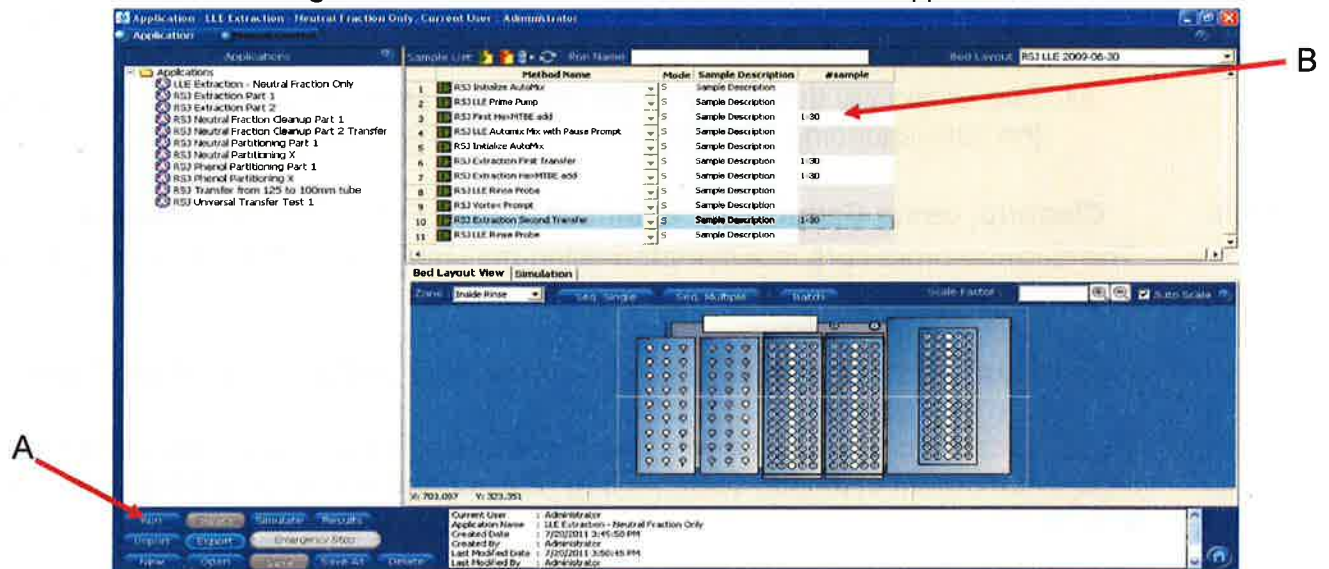 Application LLE Extraction - Neutral Fraction Only, Current User : Administrator
Application
Applications
Sample List Run Name
Bed Layout RSJ LLE 2009-06-30
B
Applications
LLE Extraction - Neutral Fraction Only
RSJ Extraction Part 1
RSJ Extraction Part 2
RSJ Neutral Fraction Cleanup Part 1
RSJ Neutral Fraction Cleanup Part 2 Transfer
RSJ Neutral Partitioning Part 1
RSJ Neutral Partitioning X
RSJ Phenol Partitioning Part 1
RSJ Phenol Partitioning X
RSJ Transfer from 125 to 100mm tube
RSJ Universal Transfer Test 1
Method Name Mode Sample Description #sample
1 RSJ Initialize AutoMix S Sample Description
2 RSJ LLE Prime Pump S Sample Description
3 RSJ First HexMTBE add S Sample Description 1-30
4 RSJ LLE Automix Mix with Pause Prompt S Sample Description
5 RSJ Initialize AutoMix S Sample Description
6 RSJ Extraction First Transfer S Sample Description 1-30
7 RSJ Extraction HexMTBE add S Sample Description 1-30
8 RSJ LLE Rinse Probe S Sample Description
9 RSJ Vortex Prompt S Sample Description
10 RSJ Extraction Second Transfer S Sample Description 1-30
11 RSJ LLE Rinse Probe S Sample Description
Bed Layout View Simulation
Zone Inside Rinse Seq. Single Seq. Multiple Batch Scale Factor : Auto Scale
A
X: 703.097 Y: 323.351
Run Simulate Results
Import Export Emergency Stop
New Open Save Save As Delete
Current User : Administrator
Application Name : LLE Extraction - Neutral Fraction Only
Created Date : 7/20/2011 3:45:50 PM
Created By : Administrator
Last Modified Date : 7/20/2011 3:50:45 PM
Last Modified By : Administrator